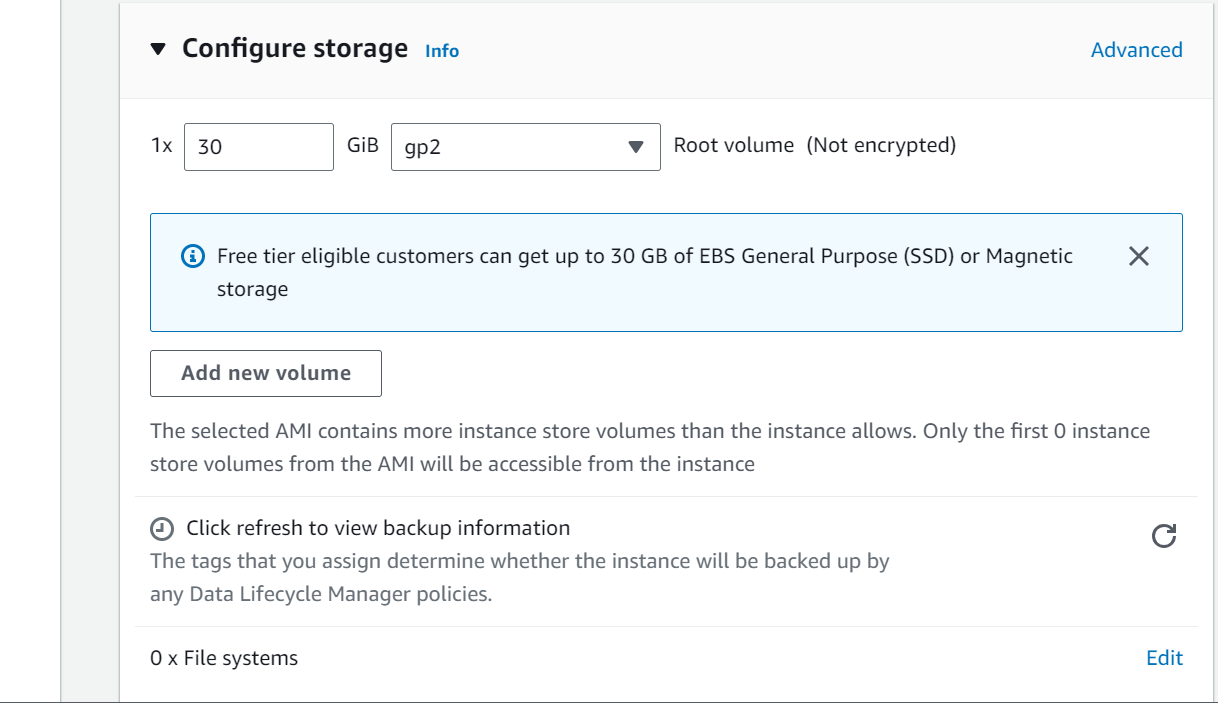 Configure storage Info Advanced
1x 30 GiB gp2 Root volume (Not encrypted)
Free tier eligible customers can get up to 30 GB of EBS General Purpose (SSD) or Magnetic
storage
Add new volume
The selected AMI contains more instance store volumes than the instance allows. Only the first 0 instance
store volumes from the AMI will be accessible from the instance
Click refresh to view backup information
The tags that you assign determine whether the instance will be backed up by
any Data Lifecycle Manager policies.
0 x File systems Edit